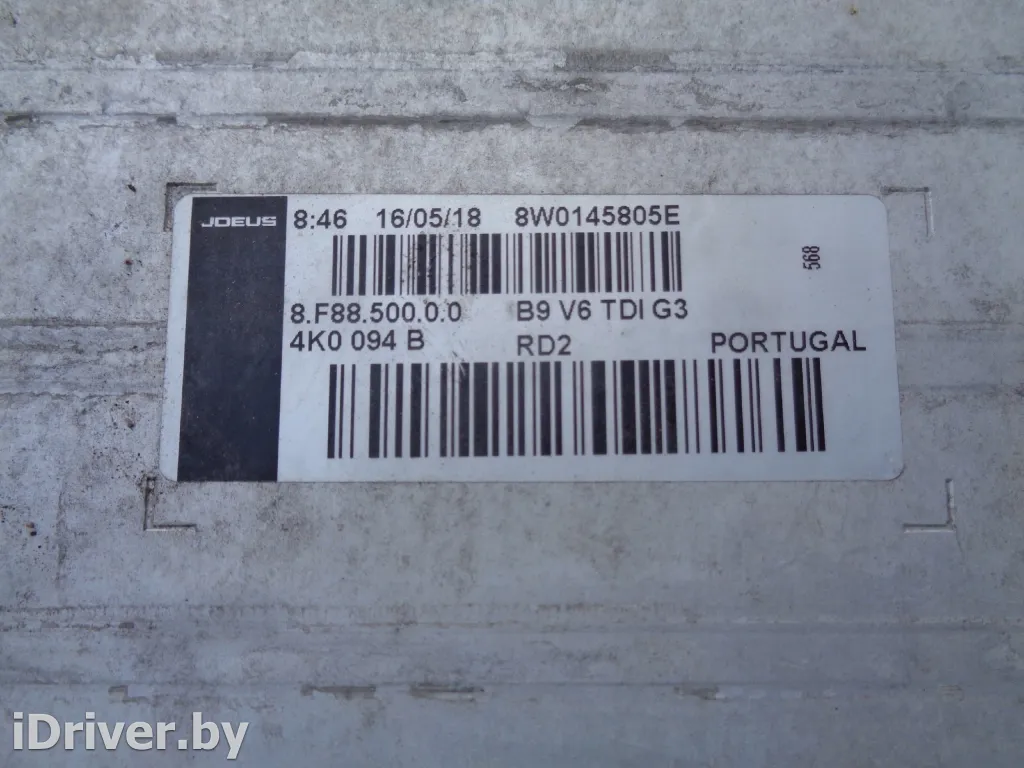 JDEUS 8:46 16/05/18 8W0145805E
568
8.F88.500.0.0 B9 V6 TDI G3
4K0 094 B RD2 PORTUGAL
iDriver.by